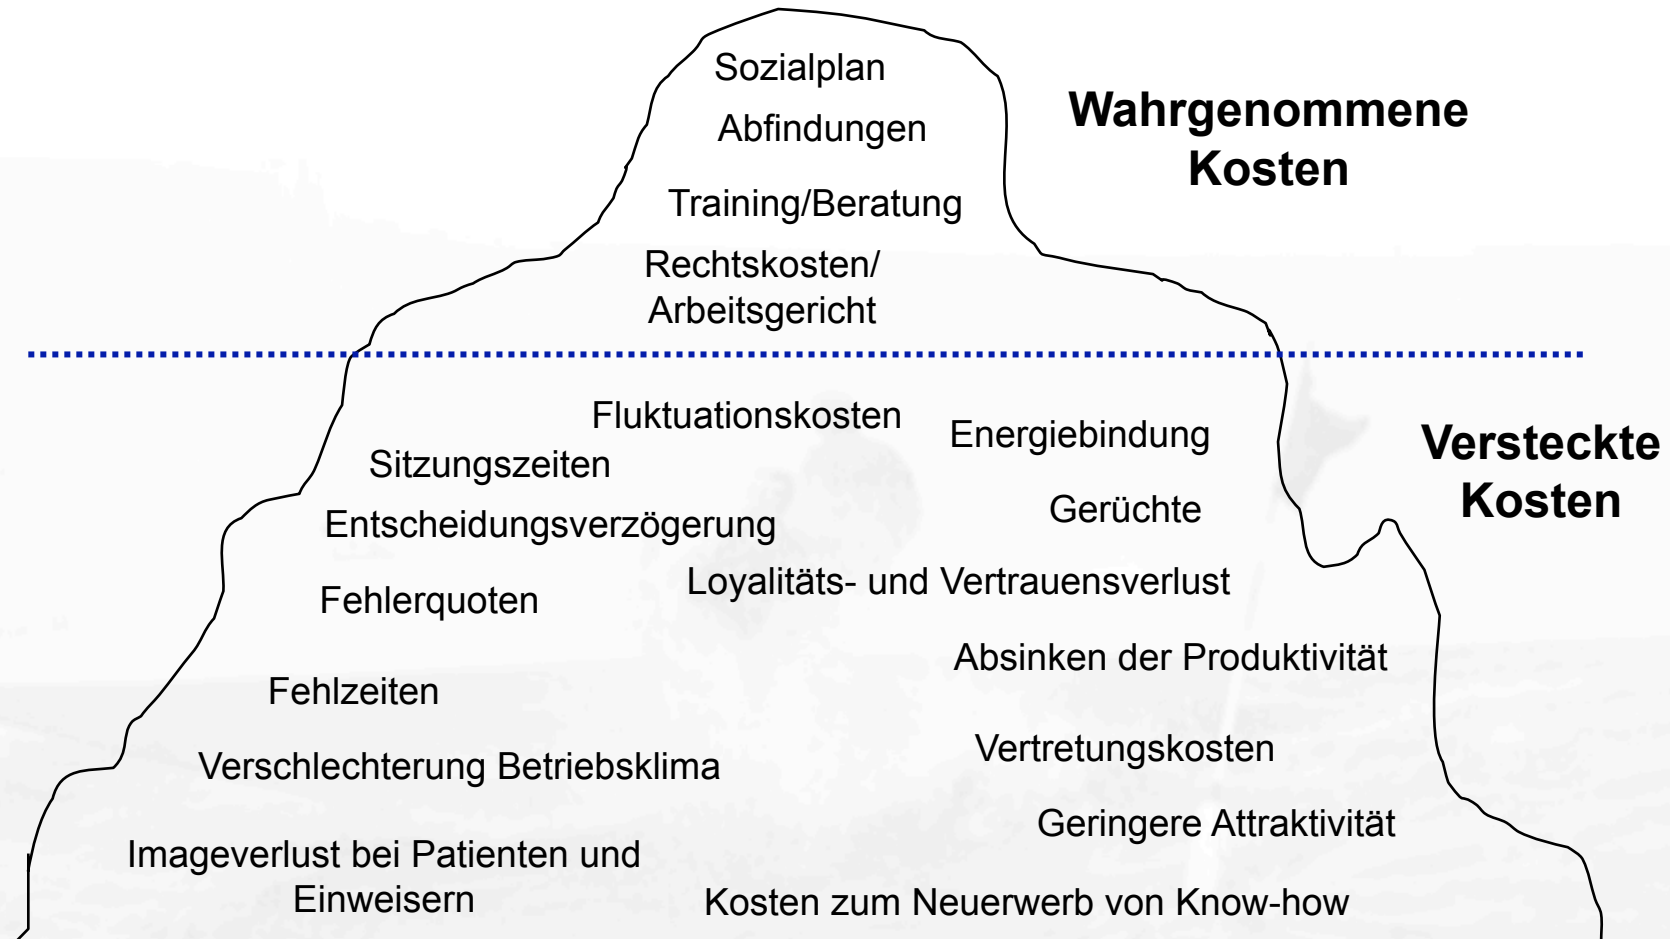 Sozialplan
Wahrgenommene
Kosten
Abfindungen
Training/Beratung
Rechtskosten/
Arbeitsgericht
Fluktuationskosten
Energiebindung
Versteckte
Kosten
Sitzungszeiten
Gerüchte
Entscheidungsverzögerung
Loyalitäts- und Vertrauensverlust
Fehlerquoten
Absinken der Produktivität
Fehlzeiten
Vertretungskosten
Verschlechterung Betriebsklima
Geringere Attraktivität
Imageverlust bei Patienten und
Einweisern
Kosten zum Neuerwerb von Know-how